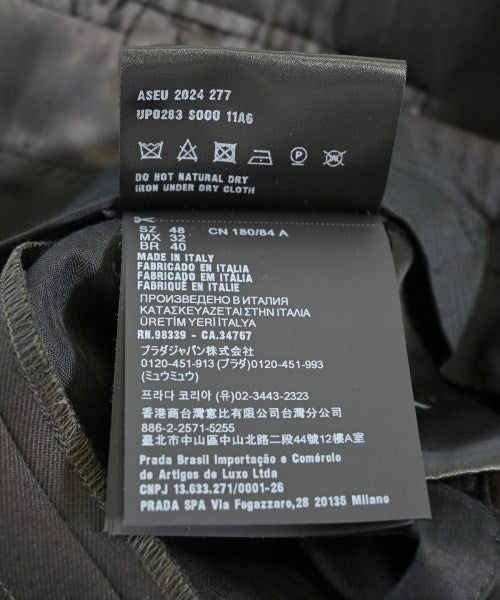 ASEU 2024 277
UP0283 S000 11A6
DO NOT NATURAL DRY
IRON UNDER DRY CLOTH
SZ 48 CN 180/84 A
MX 32
BR 40
MADE IN ITALY
FABRICADO EN ITALIA
FABRICADO EM ITÁLIA
FABRIQUÉ EN ITALIE
ПРОИЗВЕДЕНО В ИТАЛИЯ
ΚΑΤΑΣΚΕΥΑΖΕΤΑΙ ΣΤΗΝ ΙΤΑΛΙΑ
ÜRETİM YERİ İTALYA
RN.98339 - CA.34767
プラダジャパン株式会社
0120-451-913 (プラダ) 0120-451-993
(ミュウミュウ)
프라다 코리아 (유) 02-3443-2323
香港商台灣意比有限公司台灣分公司
886-2-2571-5255
臺北市中山區中山北路二段44號12樓A室
Prada Brasil Importação e Comércio
de Artigos de Luxo Ltda
CNPJ 13.633.271/0001-26
PRADA SPA Via Fogazzaro,28 20135 Milano